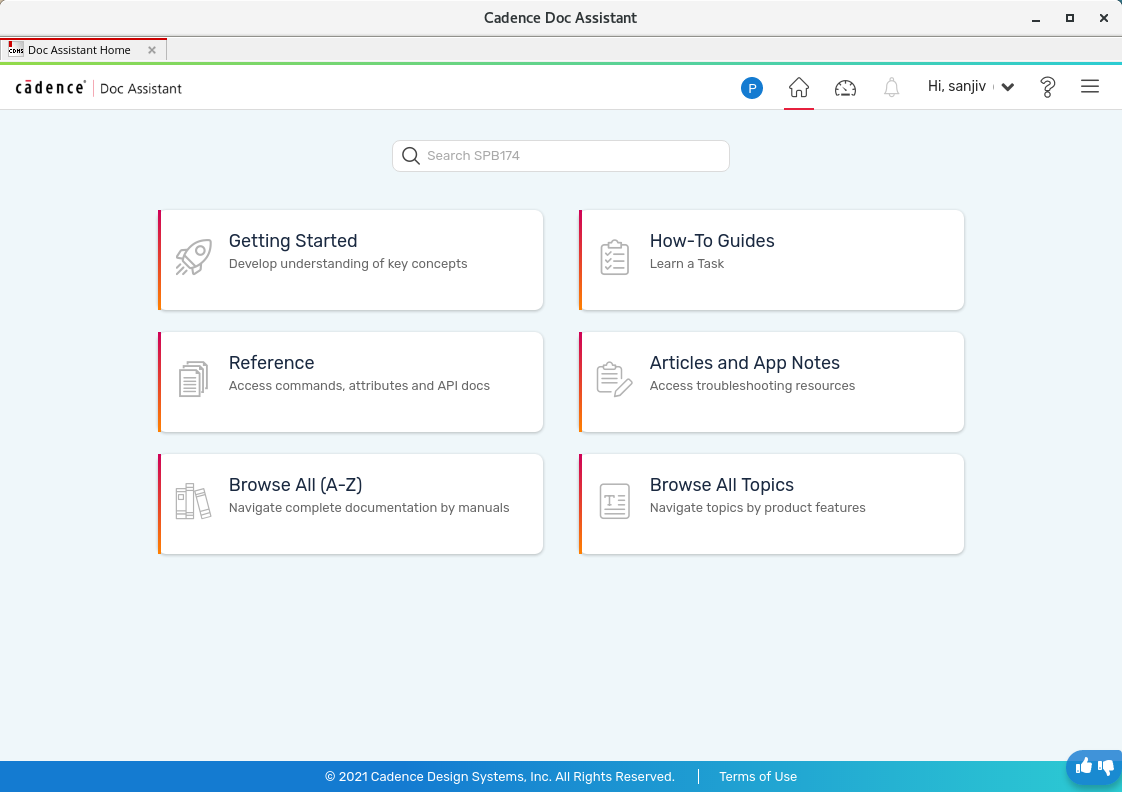 Cadence Doc Assistant
CDNS Doc Assistant Home
cādence® | Doc Assistant
P
Hi, sanjiv
Search SPB174
Getting Started
Develop understanding of key concepts
How-To Guides
Learn a Task
Reference
Access commands, attributes and API docs
Articles and App Notes
Access troubleshooting resources
Browse All (A-Z)
Navigate complete documentation by manuals
Browse All Topics
Navigate topics by product features
© 2021 Cadence Design Systems, Inc. All Rights Reserved. | Terms of Use